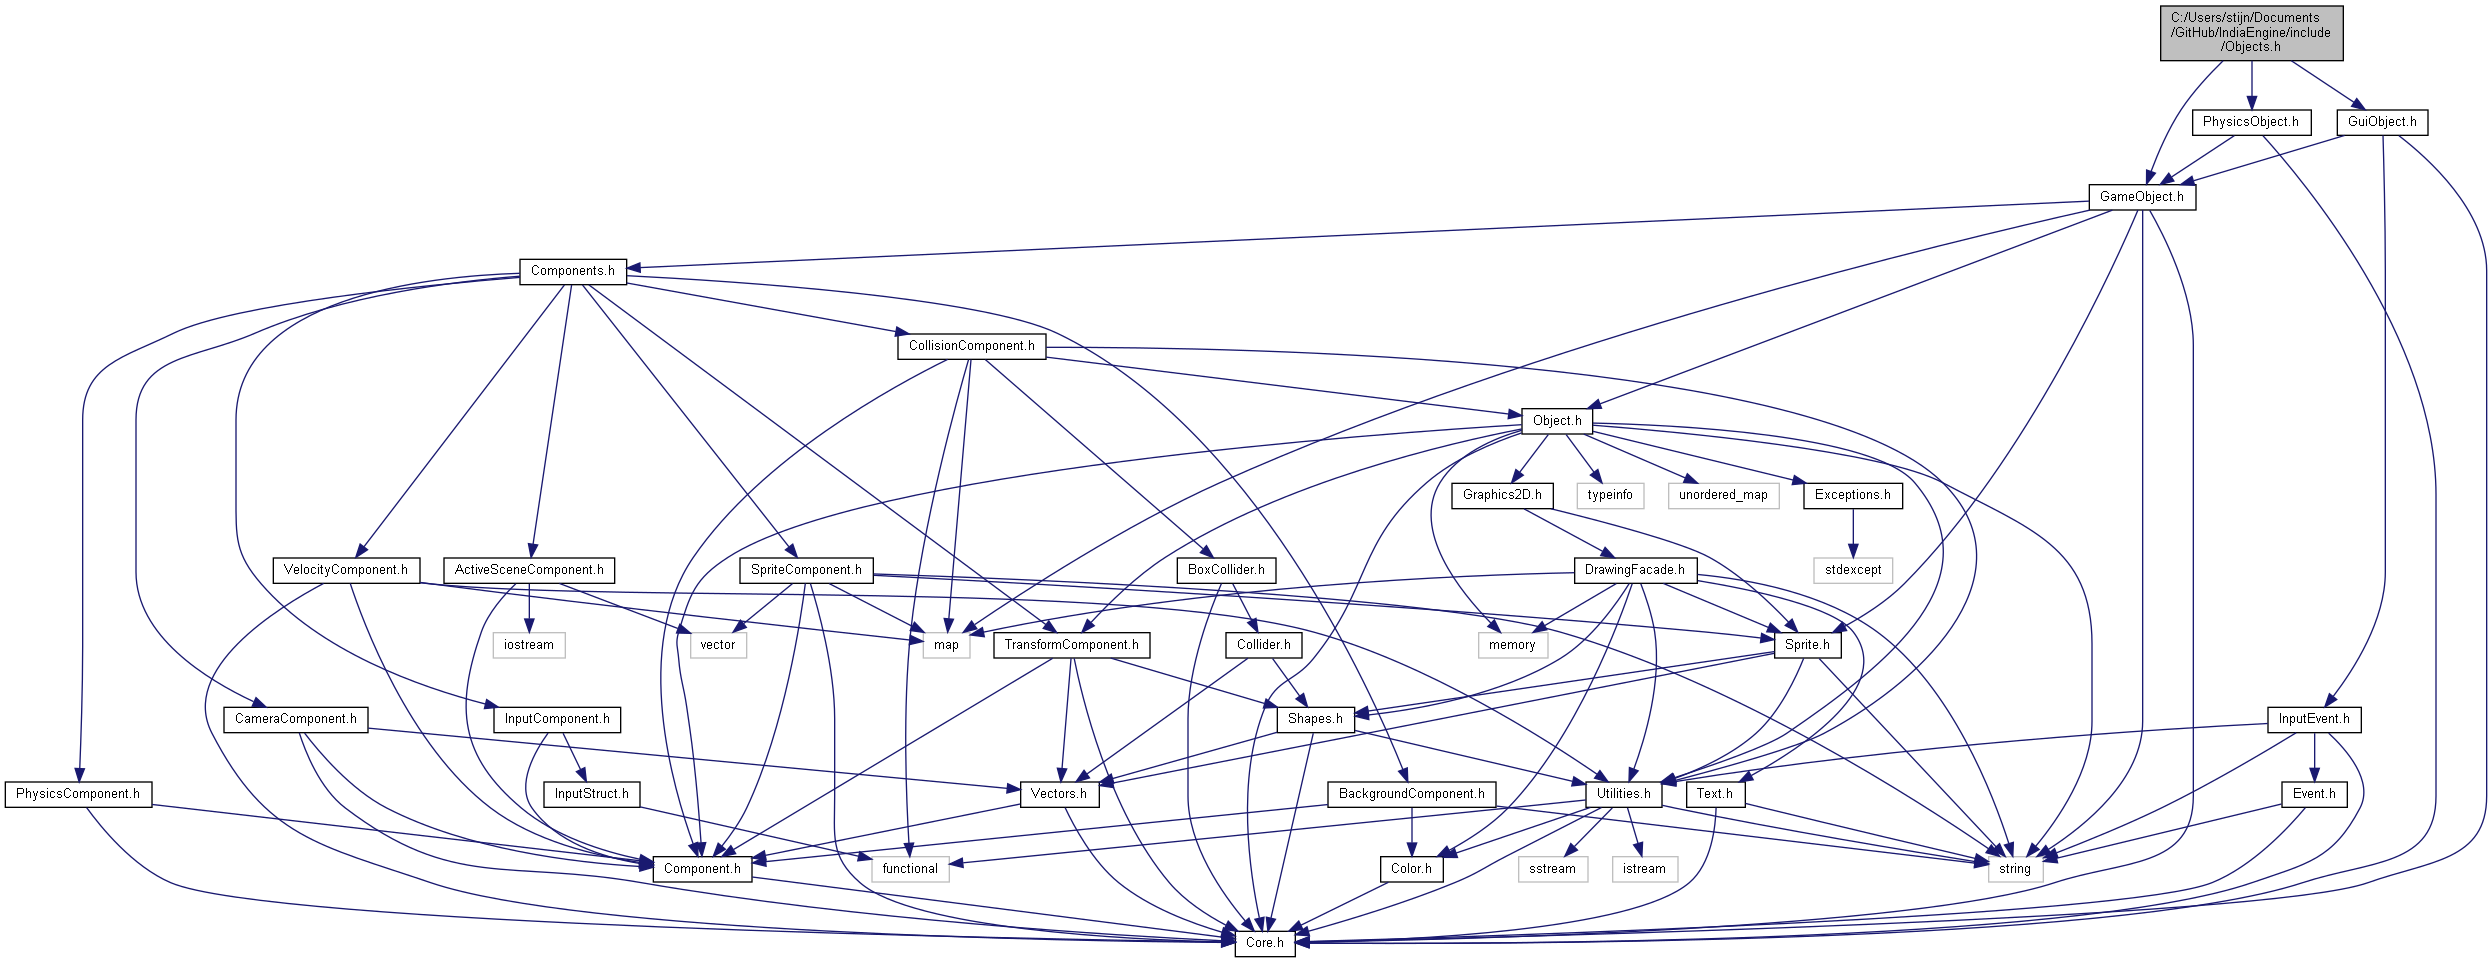 C:/Users/stijn/Documents
/GitHub/IndiaEngine/include
/Objects.h
PhysicsObject.h
GuiObject.h
GameObject.h
Components.h
CollisionComponent.h
Object.h
Graphics2D.h
typeinfo
unordered_map
Exceptions.h
VelocityComponent.h
ActiveSceneComponent.h
SpriteComponent.h
BoxCollider.h
DrawingFacade.h
stdexcept
iostream
vector
map
TransformComponent.h
Collider.h
memory
Sprite.h
CameraComponent.h
InputComponent.h
Shapes.h
InputEvent.h
PhysicsComponent.h
InputStruct.h
Vectors.h
BackgroundComponent.h
Utilities.h
Text.h
Event.h
Component.h
functional
Color.h
sstream
istream
string
Core.h